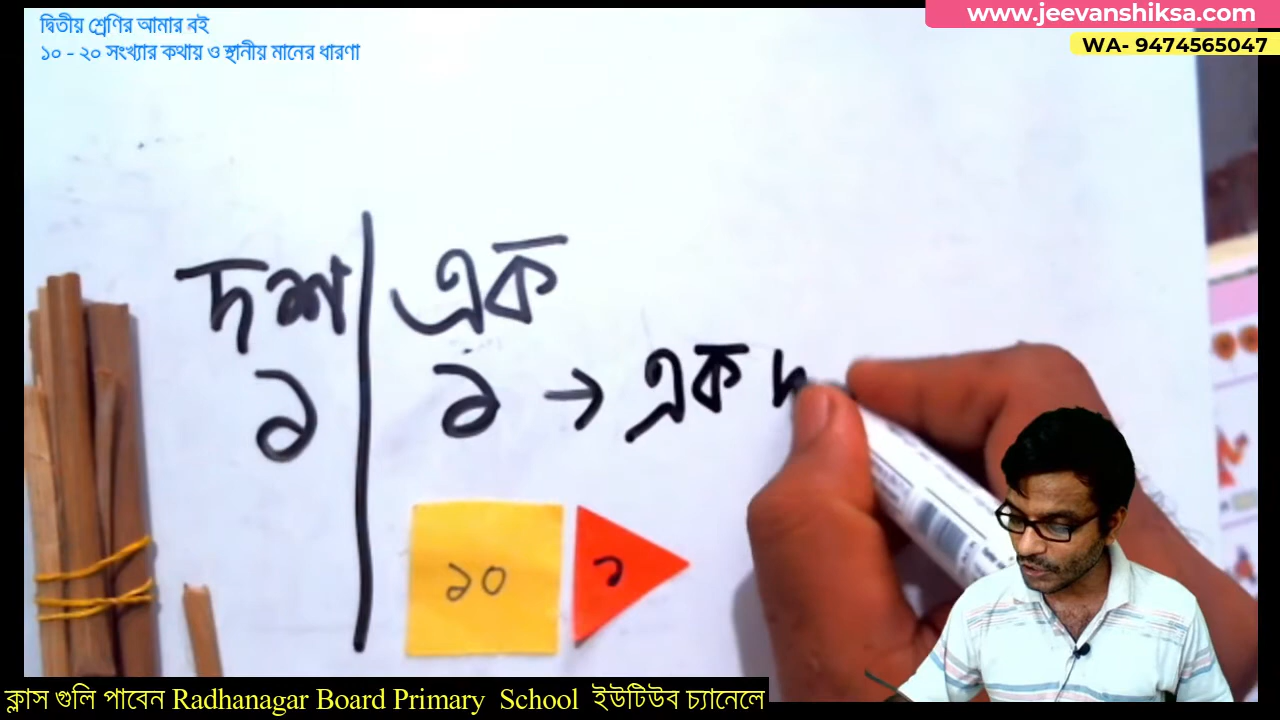 দ্বিতীয় শ্রেণির আমার বই
১০ - ২০ সংখ্যার কথায় ও স্থানীয় মানের ধারণা
www.jeevanshiksa.com
WA- 9474565047
দশ | এক
১ | ১ → এক দ
১০ ১
ক্লাস গুলি পাবেন Radhanagar Board Primary School ইউটিউব চ্যানেলে